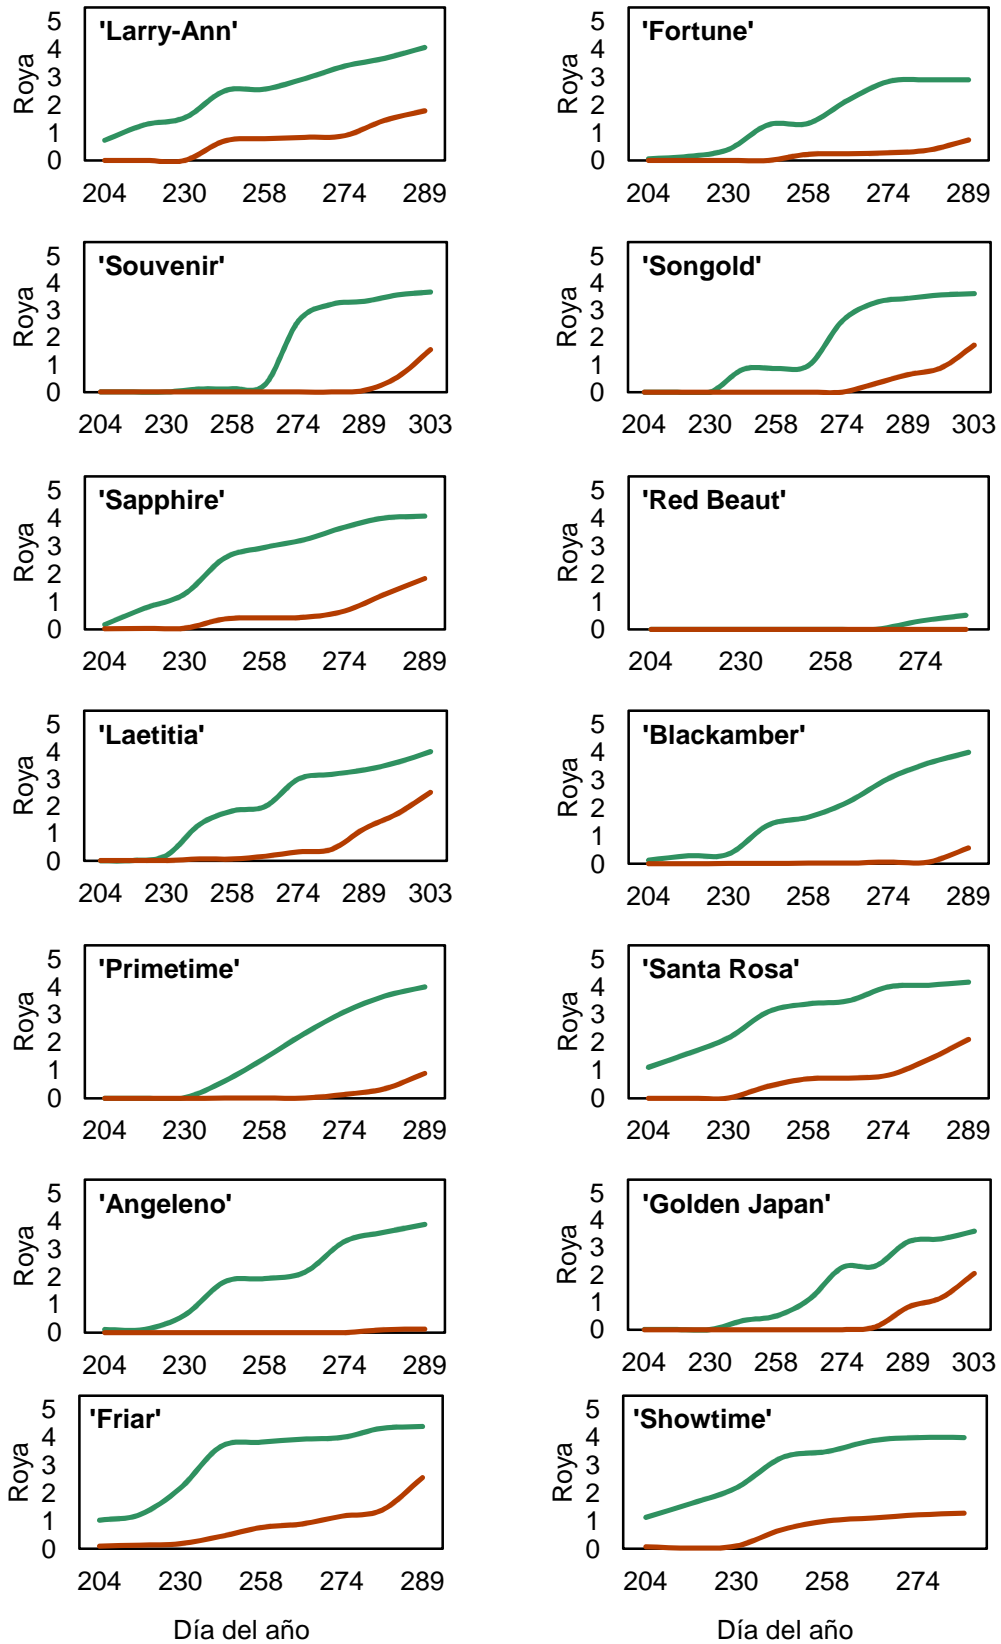 'Larry-Ann'
Roya
5
4
3
2
1
0
204 230 258 274 289
'Fortune'
Roya
5
4
3
2
1
0
204 230 258 274 289
'Souvenir'
Roya
5
4
3
2
1
0
204 230 258 274 289 303
'Songold'
Roya
5
4
3
2
1
0
204 230 258 274 289 303
'Sapphire'
Roya
5
4
3
2
1
0
204 230 258 274 289
'Red Beaut'
Roya
5
4
3
2
1
0
204 230 258 274
'Laetitia'
Roya
5
4
3
2
1
0
204 230 258 274 289 303
'Blackamber'
Roya
5
4
3
2
1
0
204 230 258 274 289
'Primetime'
Roya
5
4
3
2
1
0
204 230 258 274 289
'Santa Rosa'
Roya
5
4
3
2
1
0
204 230 258 274 289
'Angeleno'
Roya
5
4
3
2
1
0
204 230 258 274 289
'Golden Japan'
Roya
5
4
3
2
1
0
204 230 258 274 289 303
'Friar'
Roya
5
4
3
2
1
0
204 230 258 274 289
Día del año
'Showtime'
Roya
5
4
3
2
1
0
204 230 258 274
Día del año